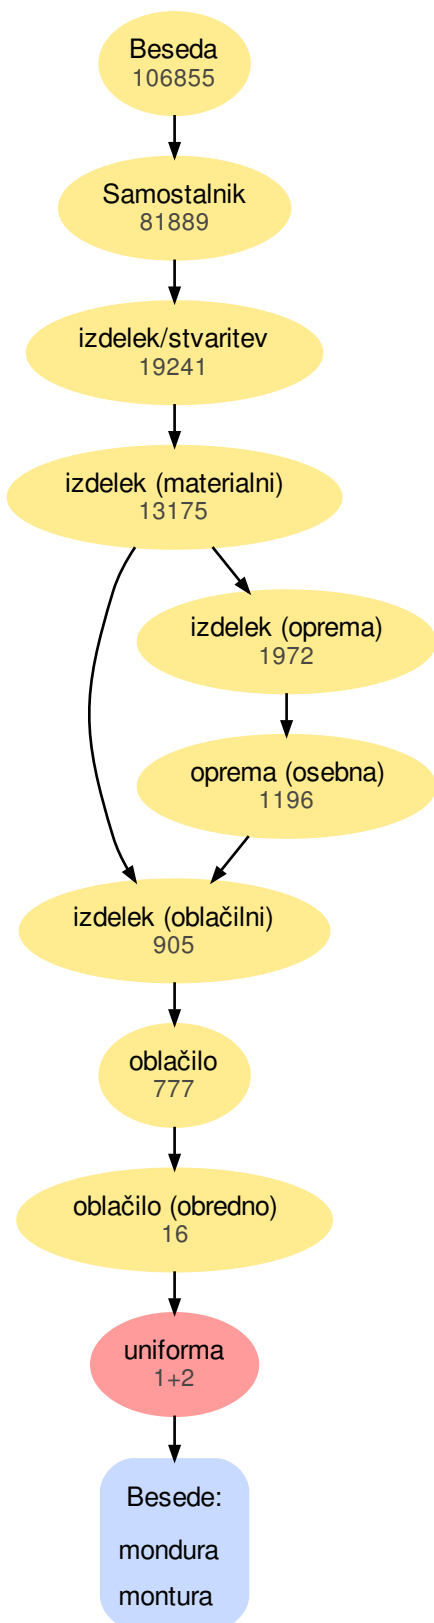 Beseda
106855
Samostalnik
81889
izdelek/stvaritev
19241
izdelek (materialni)
13175
izdelek (oprema)
1972
oprema (osebna)
1196
izdelek (oblačilni)
905
oblačilo
777
oblačilo (obredno)
16
uniforma
1+2
Besede:
mondura
montura